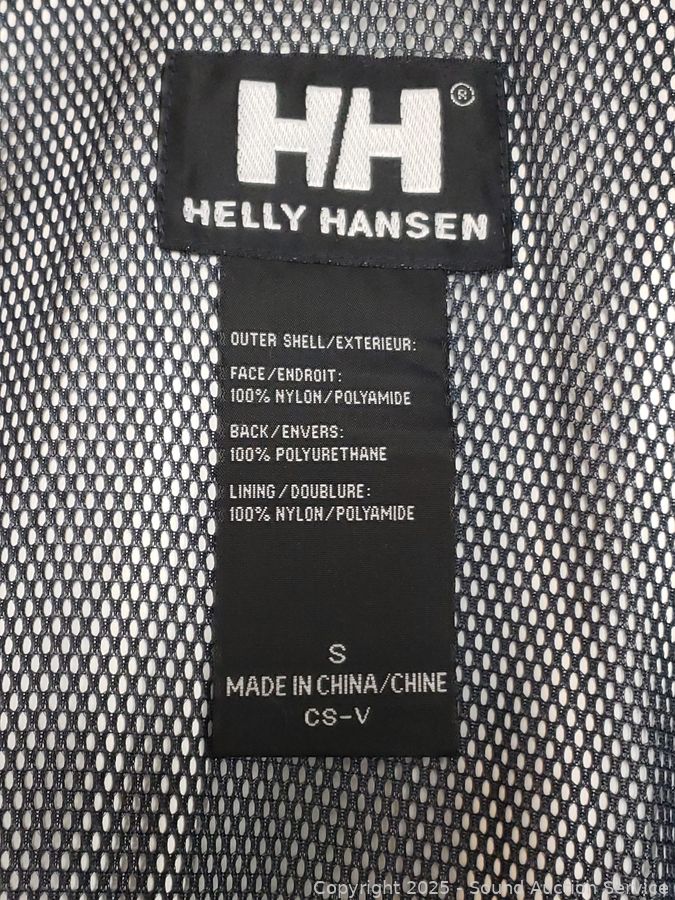 HH®
HELLY HANSEN
OUTER SHELL/EXTERIEUR:
FACE/ENDROIT:
100% NYLON/POLYAMIDE
BACK/ENVERS:
100% POLYURETHANE
LINING/DOUBLURE:
100% NYLON/POLYAMIDE
S
MADE IN CHINA/CHINE
CS-V
Copyright 2025 - Sound Auction Service